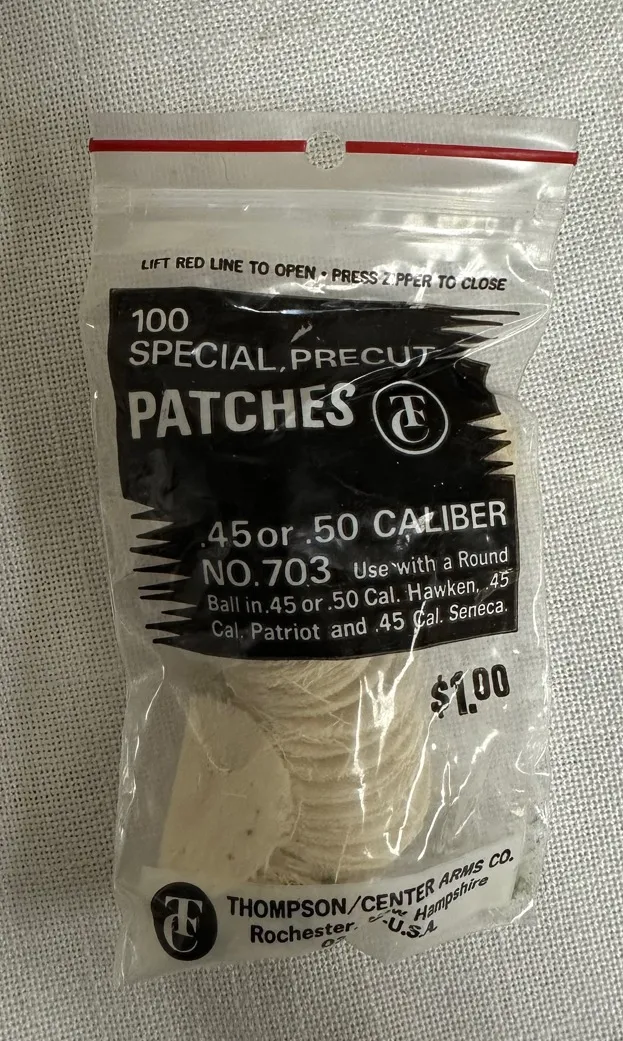 LIFT RED LINE TO OPEN • PRESS ZIPPER TO CLOSE
100
SPECIAL, PRECUT
PATCHES TC
.45 or .50 CALIBER
NO. 703 Use with a Round
Ball in .45 or .50 Cal. Hawken, .45
Cal. Patriot and .45 Cal. Seneca.
$1.00
TC THOMPSON/CENTER ARMS CO.
Rochester, New Hampshire
U.S.A.